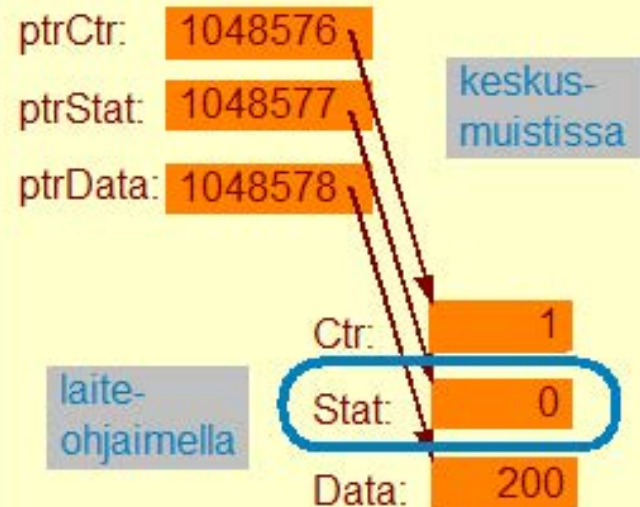 ptrCtr: 1048576
ptrStat: 1048577
ptrData: 1048578
keskus-
muistissa
Ctr: 1
Stat: 0
Data: 200
laite-
ohjaimella